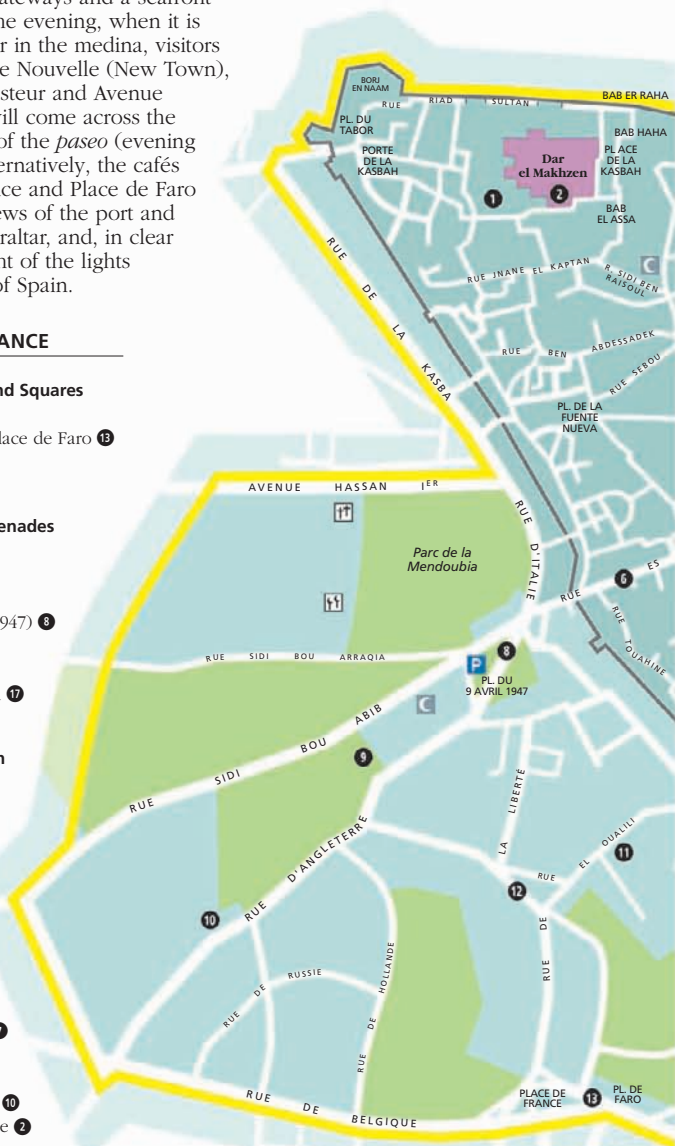 ateways and a seafront
ne evening, when it is
r in the medina, visitors
e Nouvelle (New Town),
steur and Avenue
vill come across the
of the paseo (evening
ternatively, the cafés
ce and Place de Faro
ews of the port and
raltar, and, in clear
nt of the lights
of Spain.
ANCE
nd Squares
lace de Faro 13
enades
947) 8
17
n
7
10
e 2
BORJ
EN NAAM
RUE RIAD SULTAN
BAB ER RAHA
PL. DU
TABOR
BAB HAHA
PORTE
DE LA
KASBAH
Dar
el Makhzen
PLACE
DE LA
KASBAH
1
2
BAB
EL ASSA
RUE DE LA KASBA
RUE JNANE EL KAPTAN
R. SIDI BEN
RAISOUL
RUE BEN ABDESSADEK
RUE SEBOU
PL. DE LA
FUENTE
NUEVA
AVENUE HASSAN IER
RUE D'ITALIE
Parc de la
Mendoubia
6
RUE ES
RUE TOUAHINE
RUE SIDI BOU ARRAQIA
8
P
PL. DU
9 AVRIL 1947
RUE SIDI BOU ABIB
9
LA LIBERTÉ
RUE D'ANGLETERRE
RUE EL OUALILI
11
12
10
RUE DE
RUE DE RUSSIE
RUE DE HOLLANDE
RUE DE BELGIQUE
PLACE DE
FRANCE
13
PL. DE
FARO